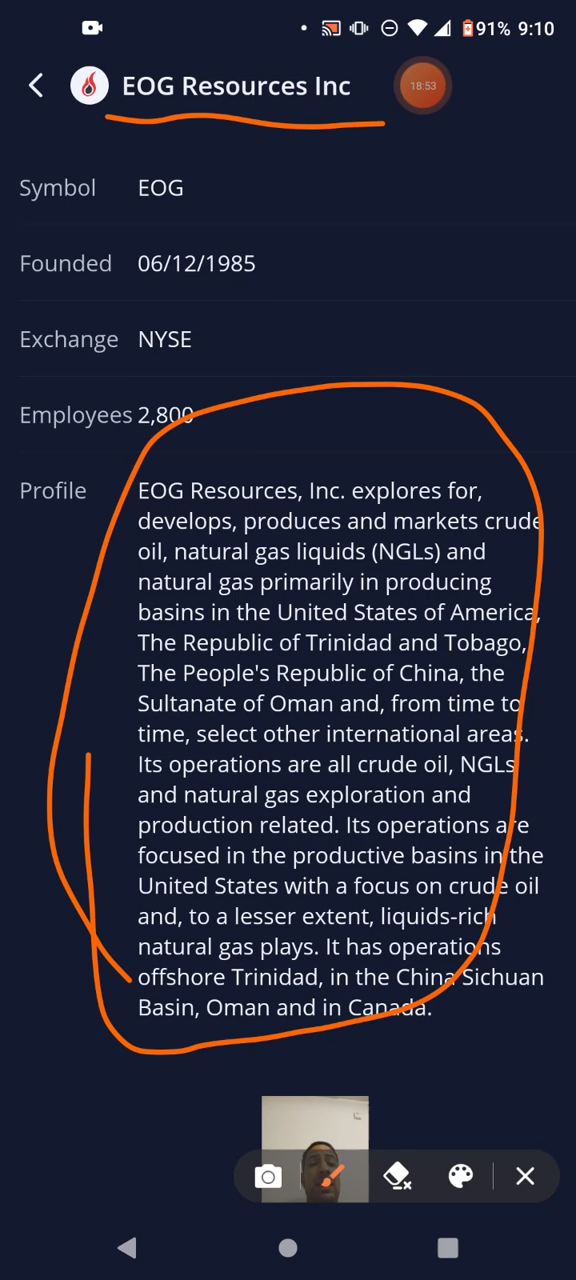 91% 9:10
EOG Resources Inc
18:53
Symbol EOG
Founded 06/12/1985
Exchange NYSE
Employees 2,800
Profile EOG Resources, Inc. explores for,
develops, produces and markets crude
oil, natural gas liquids (NGLs) and
natural gas primarily in producing
basins in the United States of America,
The Republic of Trinidad and Tobago,
The People's Republic of China, the
Sultanate of Oman and, from time to
time, select other international areas.
Its operations are all crude oil, NGLs
and natural gas exploration and
production related. Its operations are
focused in the productive basins in the
United States with a focus on crude oil
and, to a lesser extent, liquids-rich
natural gas plays. It has operations
offshore Trinidad, in the China Sichuan
Basin, Oman and in Canada.